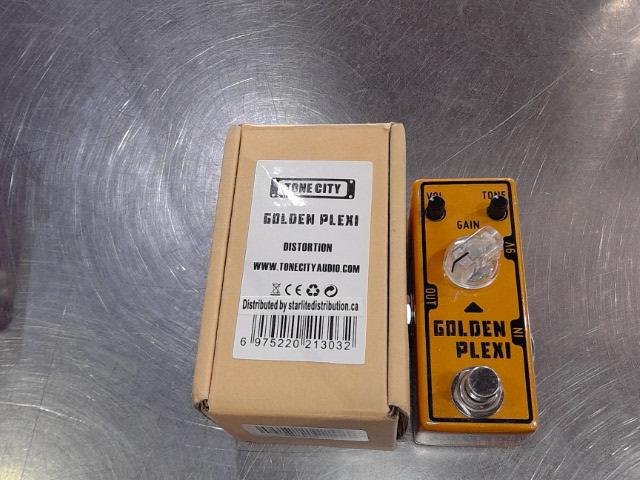 TONE CITY
GOLDEN PLEXI
DISTORTION
WWW.TONECITYAUDIO.COM
Distributed by starlitedistribution.ca
6 975220 213032
VOL
TONE
GAIN
9V
OUT
IN
GOLDEN
PLEXI